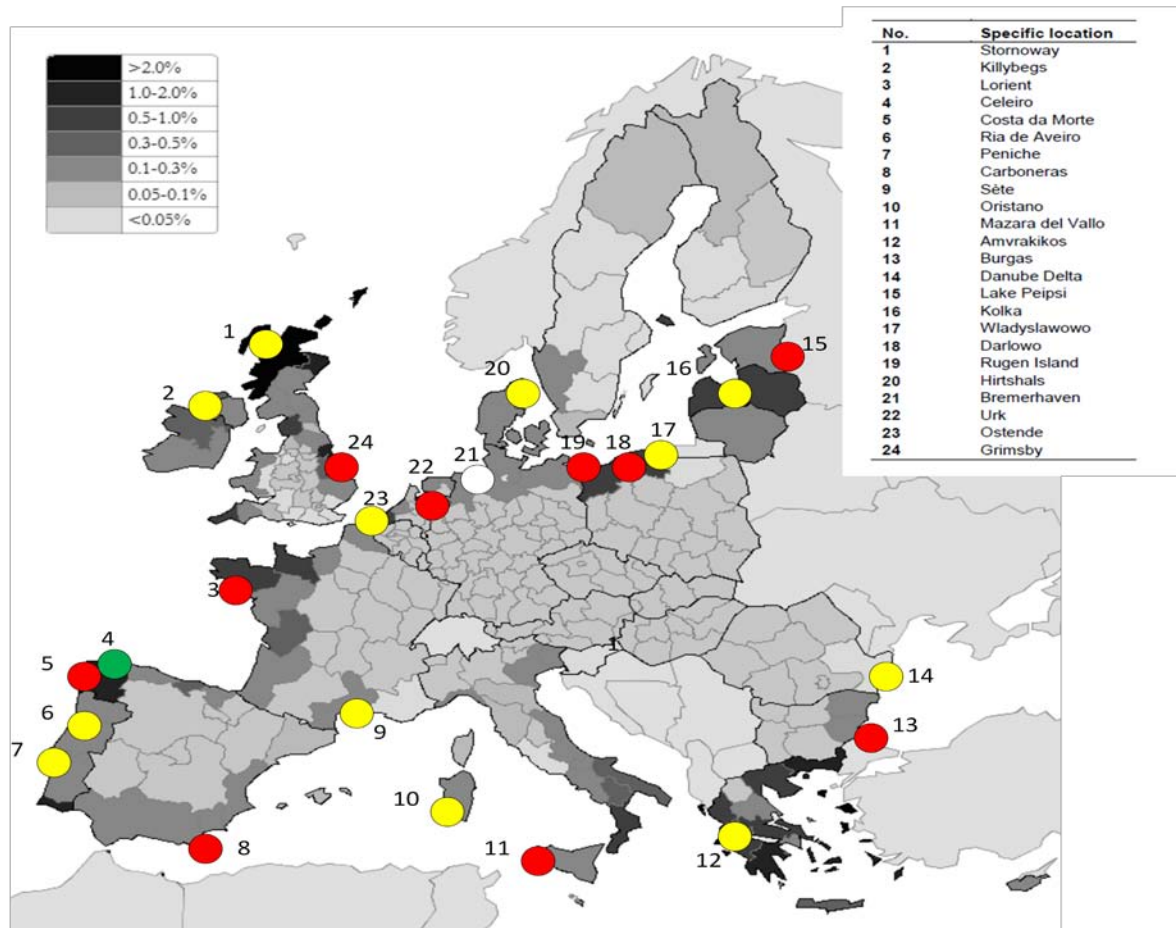 >2.0%
1.0-2.0%
0.5-1.0%
0.3-0.5%
0.1-0.3%
0.05-0.1%
<0.05%
No. Specific location
1 Stornoway
2 Killybegs
3 Lorient
4 Celeiro
5 Costa da Morte
6 Ria de Aveiro
7 Peniche
8 Carboneras
9 Sète
10 Oristano
11 Mazara del Vallo
12 Amvrakikos
13 Burgas
14 Danube Delta
15 Lake Peipsi
16 Kolka
17 Wladyslawowo
18 Darlowo
19 Rugen Island
20 Hirtshals
21 Bremerhaven
22 Urk
23 Ostende
24 Grimsby
1
15
20
16
2
17
24
19
18
21
22
23
3
4
5
14
6
9
13
7
10
12
8
11
1